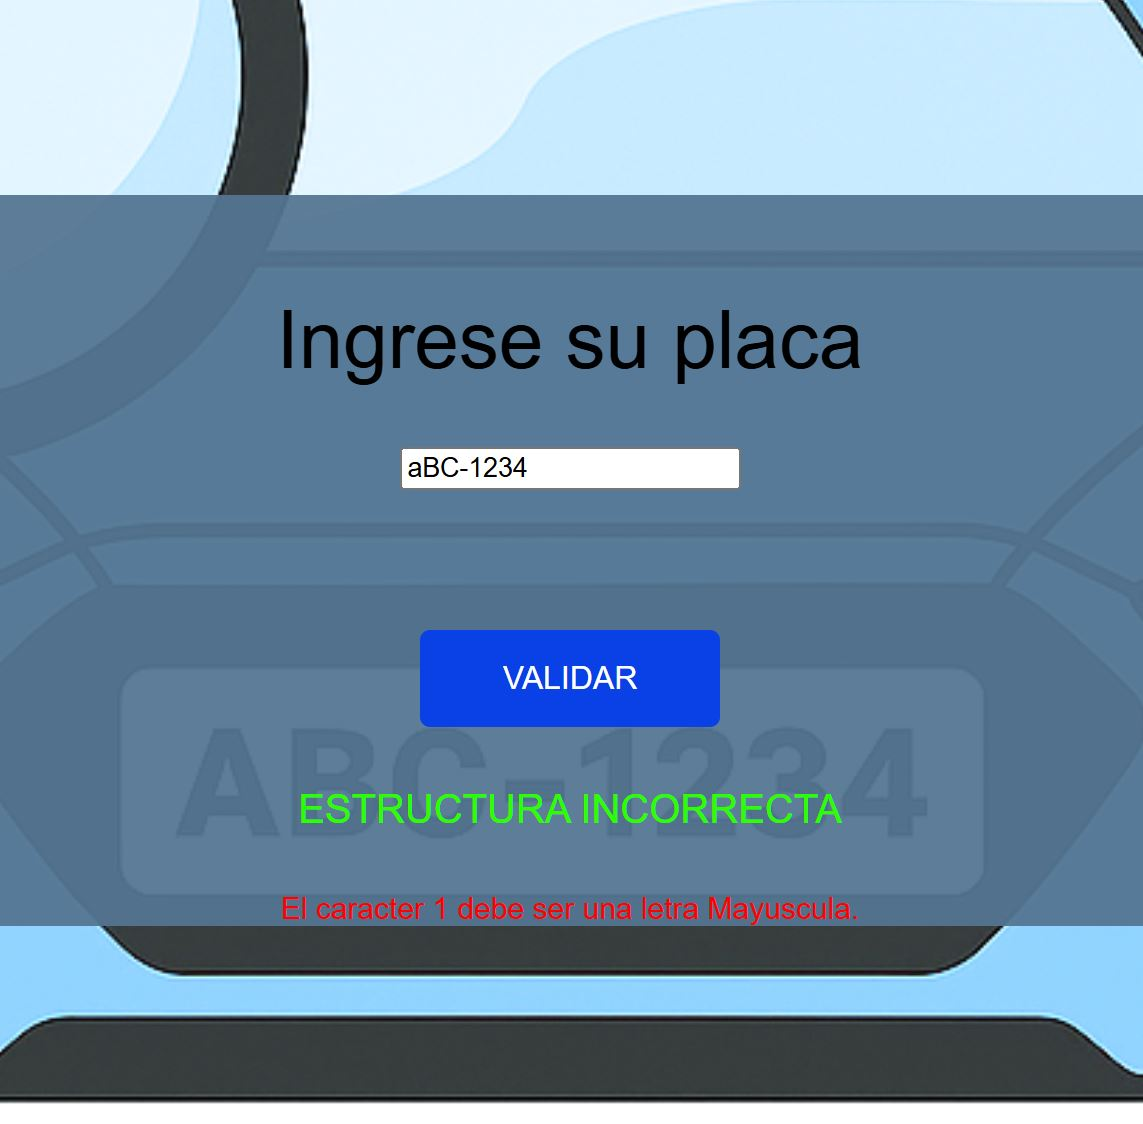 Ingrese su placa
aBC-1234
VALIDAR
ABC-1234
ESTRUCTURA INCORRECTA
El caracter 1 debe ser una letra Mayuscula.